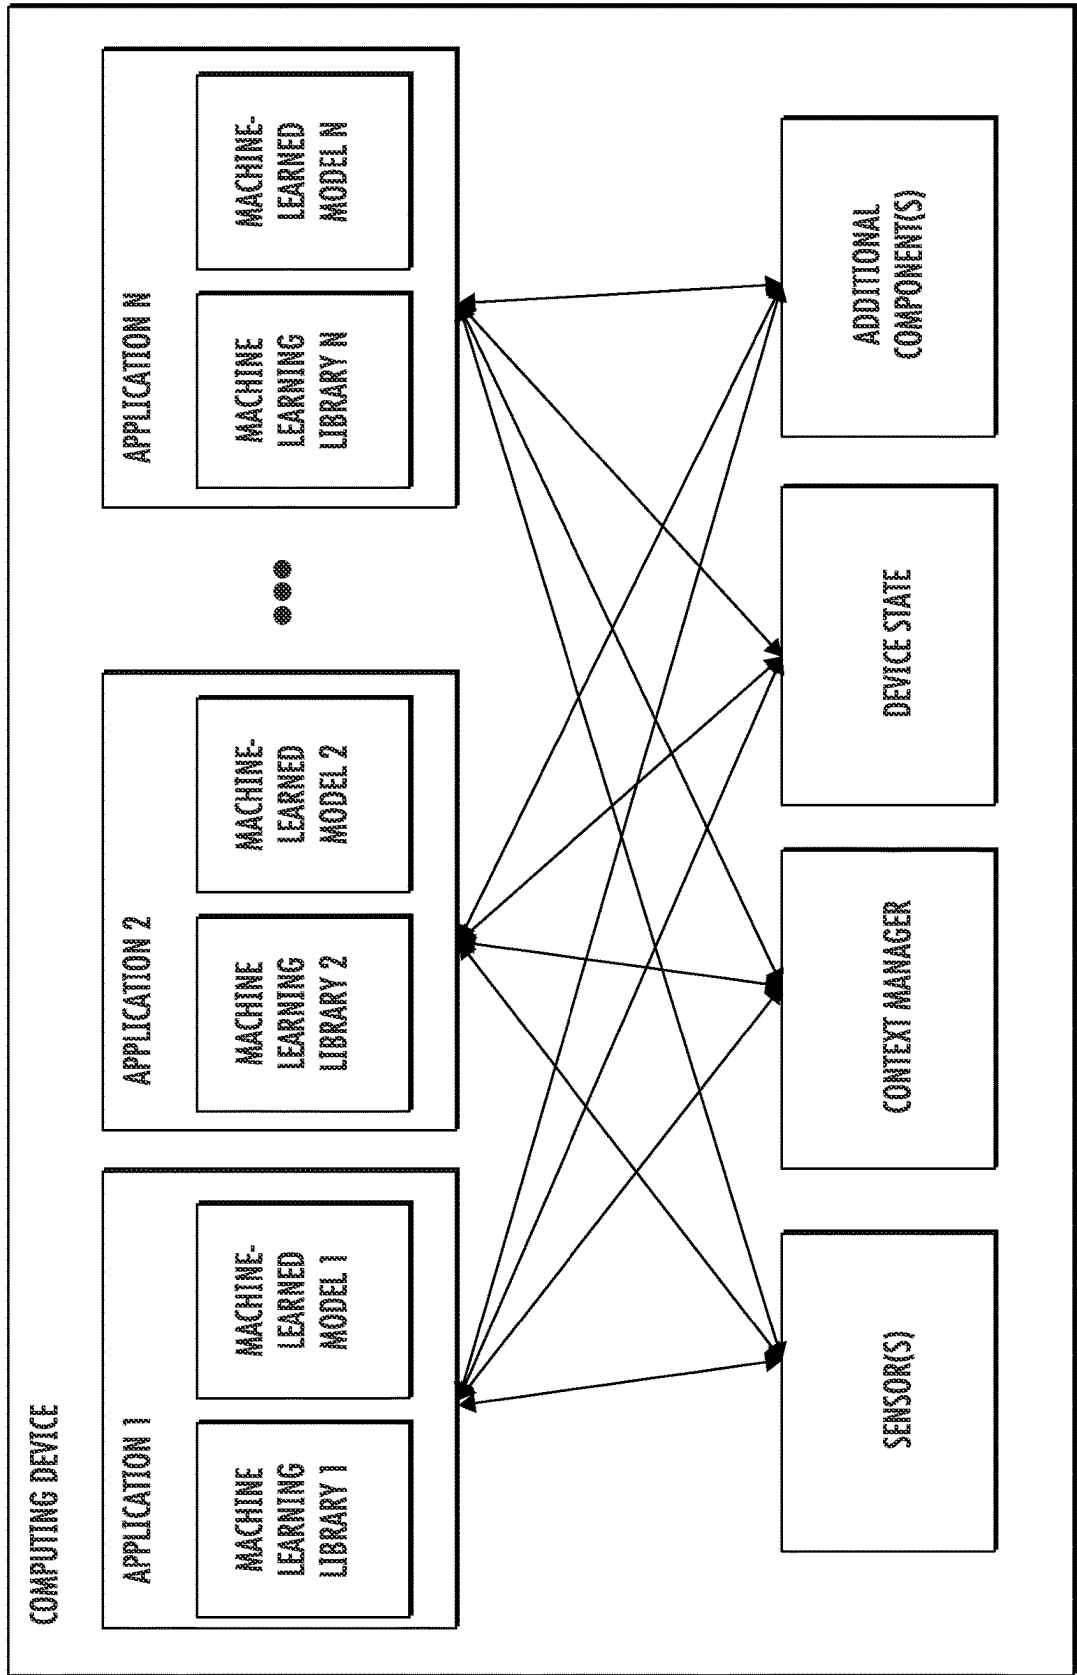 COMPUTING DEVICE
APPLICATION 1
MACHINE
LEARNING
LIBRARY 1
MACHINE-
LEARNED
MODEL 1
APPLICATION 2
MACHINE
LEARNING
LIBRARY 2
MACHINE-
LEARNED
MODEL 2
APPLICATION N
MACHINE
LEARNING
LIBRARY N
MACHINE-
LEARNED
MODEL N
SENSOR(S)
CONTEXT MANAGER
DEVICE STATE
ADDITIONAL
COMPONENT(S)